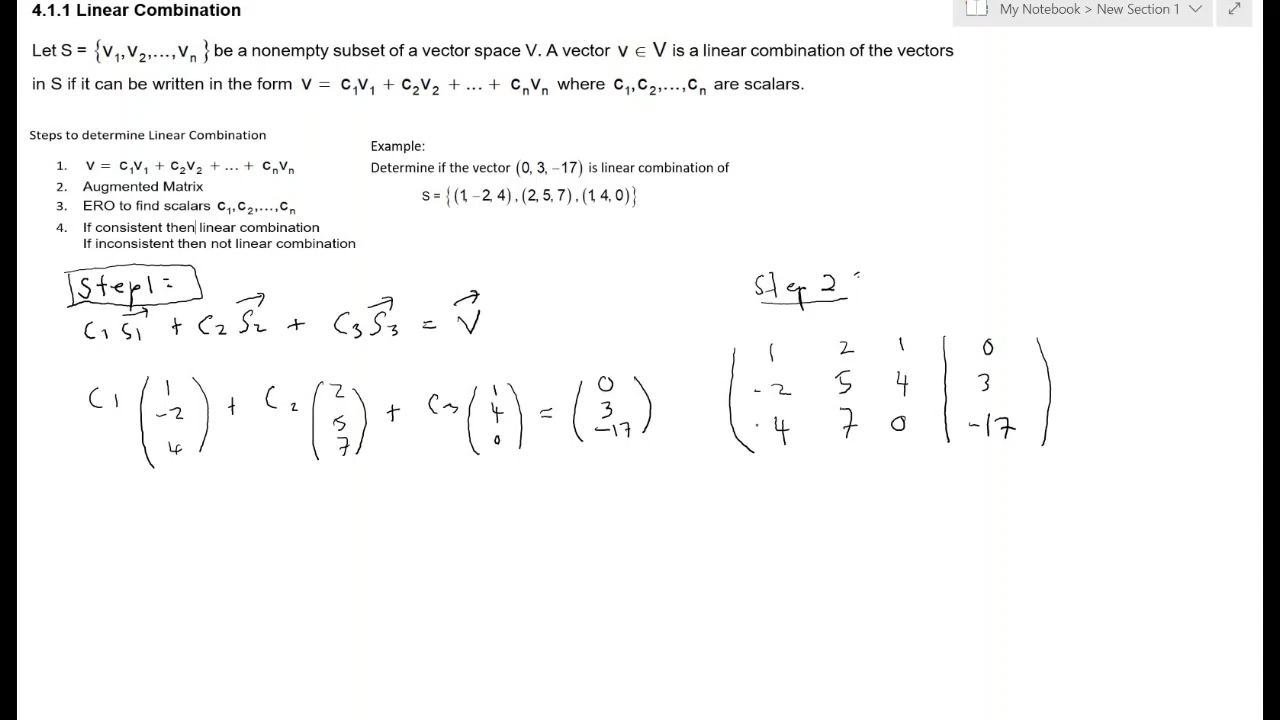 4.1.1 Linear Combination
My Notebook > New Section 1
Let S = {v₁,v₂,...,vₙ } be a nonempty subset of a vector space V. A vector v ∈ V is a linear combination of the vectors
in S if it can be written in the form v = c₁v₁ + c₂v₂ + ... + cₙvₙ where c₁,c₂,...,cₙ are scalars.
Steps to determine Linear Combination
1. v = c₁v₁ + c₂v₂ + ... + cₙvₙ
2. Augmented Matrix
3. ERO to find scalars c₁,c₂,...,cₙ
4. If consistent then linear combination
If inconsistent then not linear combination
Example:
Determine if the vector (0, 3, −17) is linear combination of
S = {(1, −2, 4), (2, 5, 7), (1, 4, 0)}
Step 1 =
C₁ S₁ + C₂ S₂ + C₃ S₃ = V
C₁ (1 -2 4) + C₂ (2 5 7) + C₃ (1 4 0) = (0 3 -17)
Step 2 :
1 2 1 | 0
-2 5 4 | 3
4 7 0 | -17